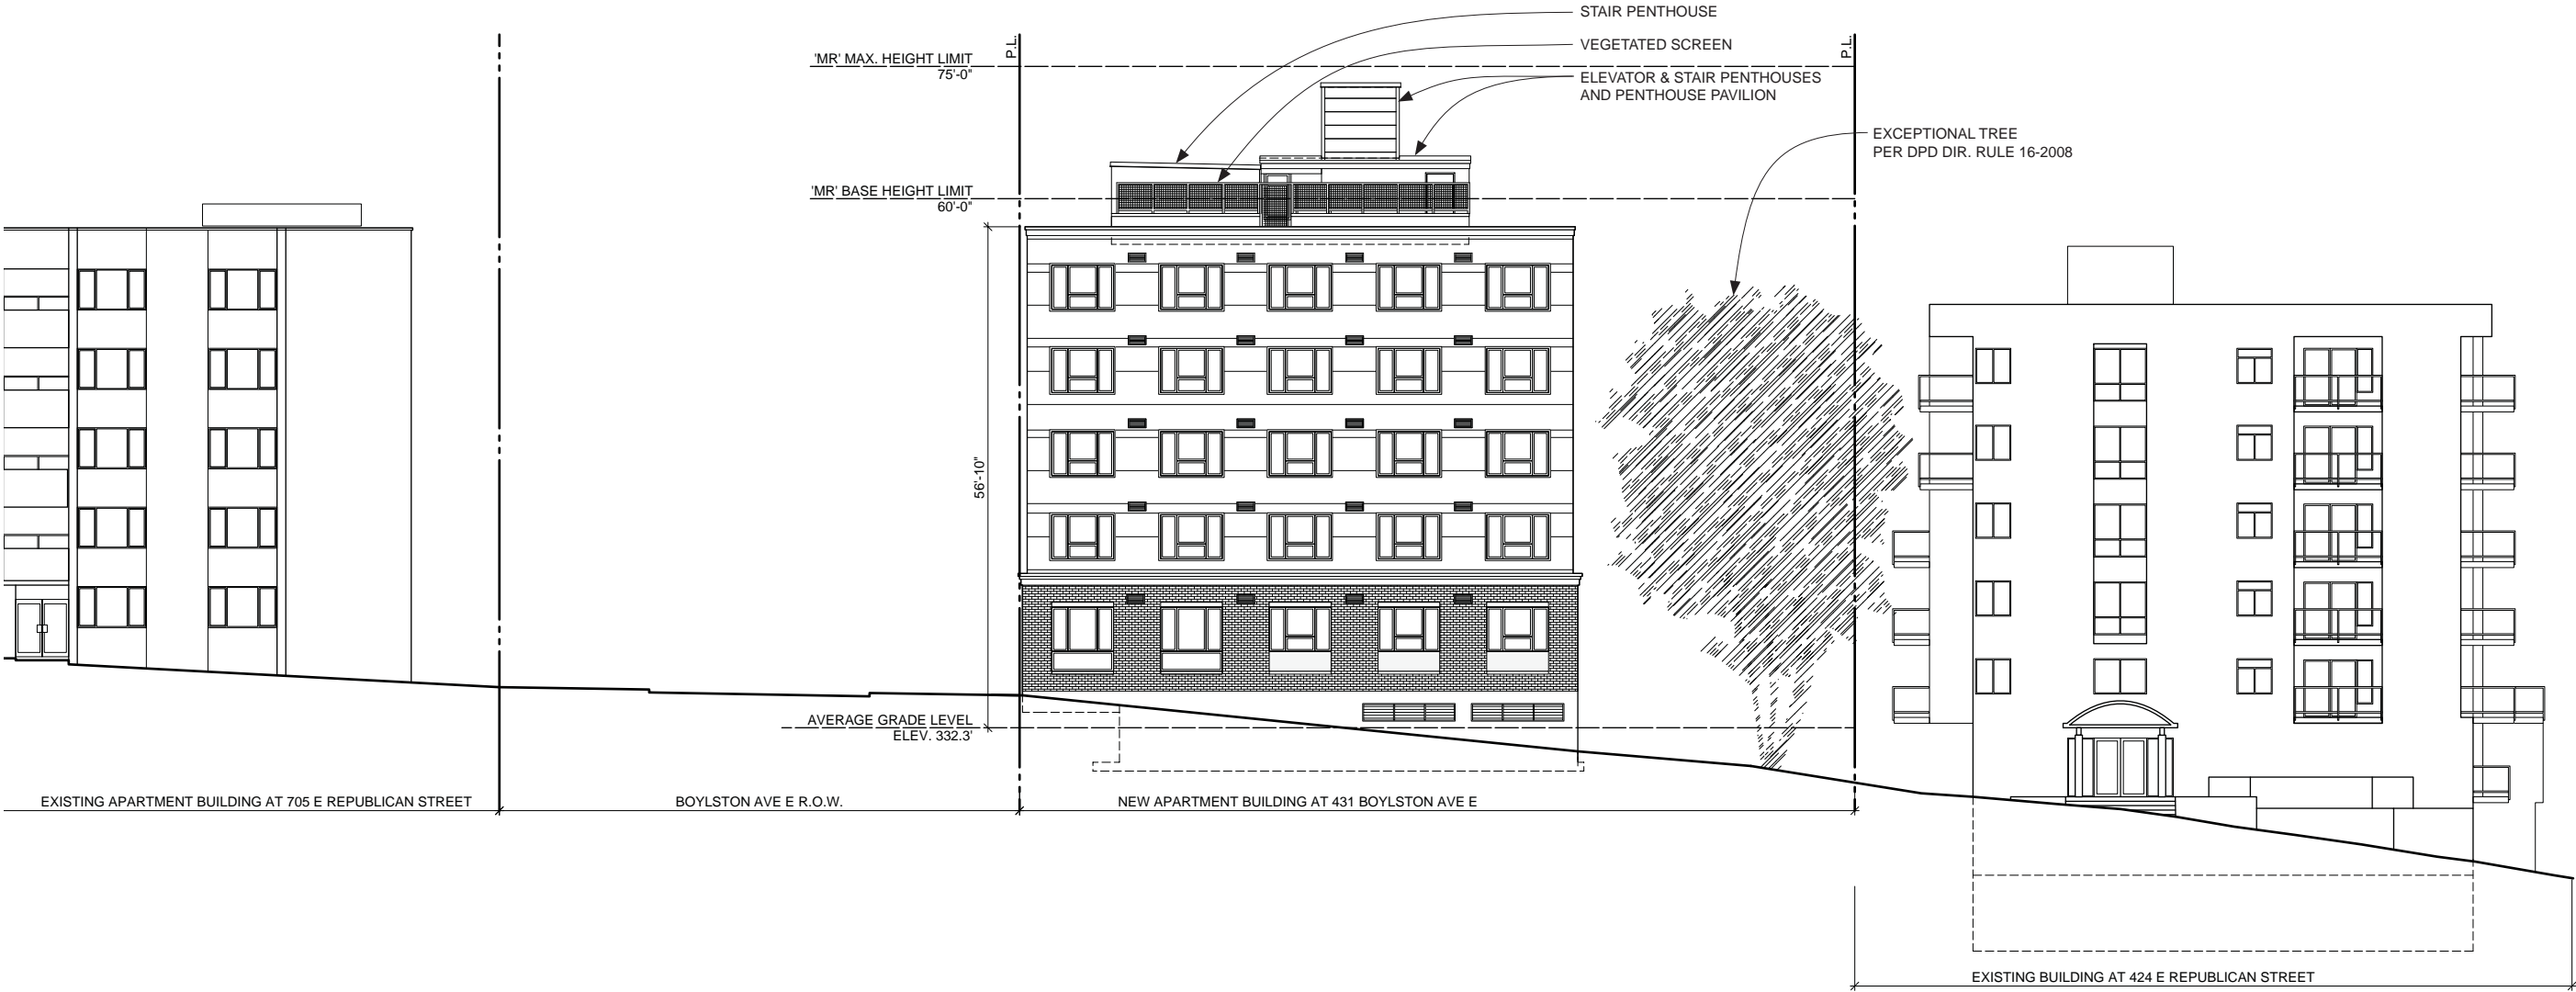 STAIR PENTHOUSE
P.L.
P.L.
VEGETATED SCREEN
'MR' MAX. HEIGHT LIMIT
75'-0"
ELEVATOR & STAIR PENTHOUSES
AND PENTHOUSE PAVILION
EXCEPTIONAL TREE
PER DPD DIR. RULE 16-2008
'MR' BASE HEIGHT LIMIT
60'-0"
56'-10"
AVERAGE GRADE LEVEL
ELEV. 332.3'
EXISTING APARTMENT BUILDING AT 705 E REPUBLICAN STREET
BOYLSTON AVE E R.O.W.
NEW APARTMENT BUILDING AT 431 BOYLSTON AVE E
EXISTING BUILDING AT 424 E REPUBLICAN STREET